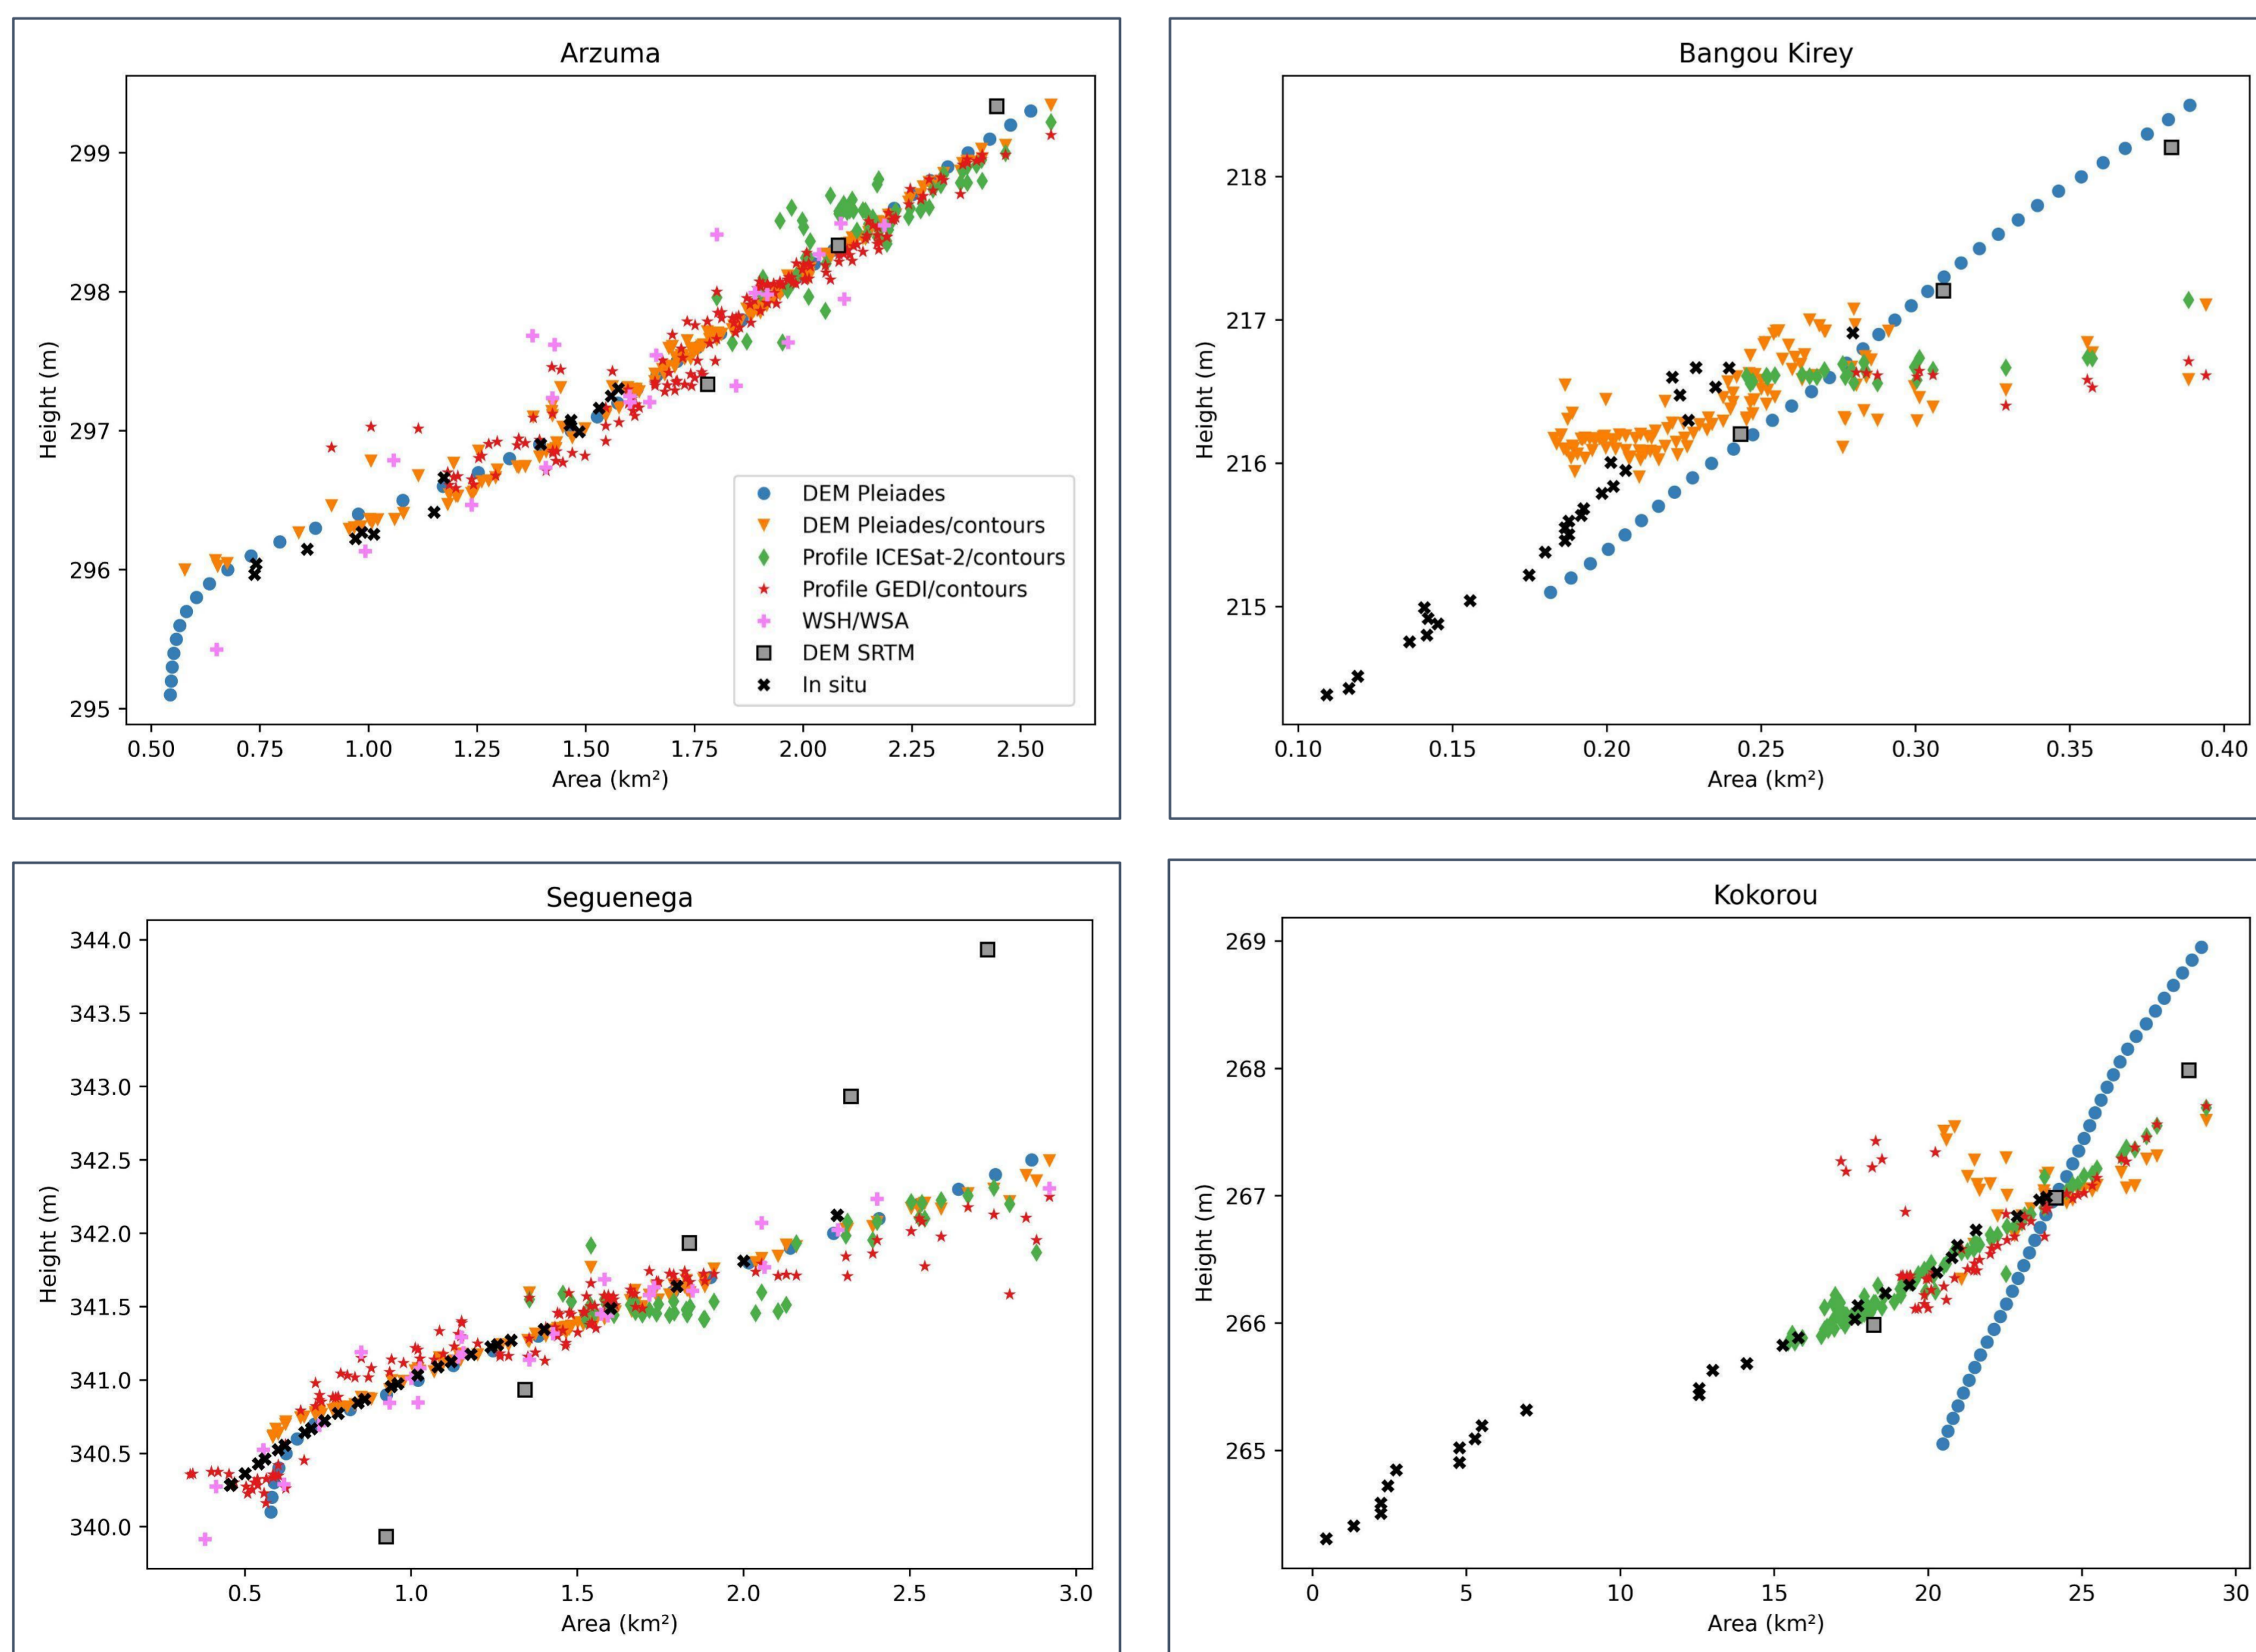 Arzuma
Height (m)
299
298
297
296
295
0.50 0.75 1.00 1.25 1.50 1.75 2.00 2.25 2.50
Area (km²)
DEM Pleiades
DEM Pleiades/contours
Profile ICESat-2/contours
Profile GEDI/contours
WSH/WSA
DEM SRTM
In situ
Bangou Kirey
Height (m)
218
217
216
215
0.10 0.15 0.20 0.25 0.30 0.35 0.40
Area (km²)
Seguenega
Height (m)
344.0
343.5
343.0
342.5
342.0
341.5
341.0
340.5
340.0
0.5 1.0 1.5 2.0 2.5 3.0
Area (km²)
Kokorou
Height (m)
269
268
267
266
265
0 5 10 15 20 25 30
Area (km²)